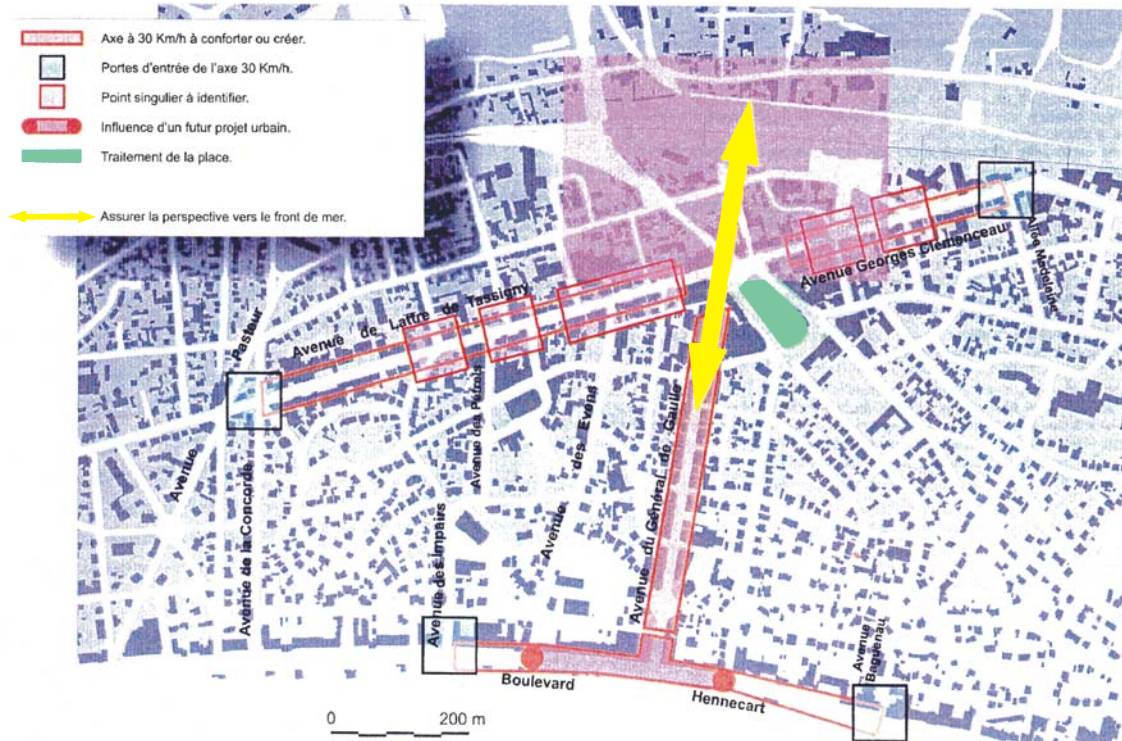 Axe à 30 Km/h à conforter ou créer.
Portes d'entrée de l'axe 30 Km/h.
Point singulier à identifier.
Influence d'un futur projet urbain.
Traitement de la place.
Assurer la perspective vers le front de mer.
Avenue Georges Clemenceau
Allée Madeleine
Avenue de Lattre de Tassigny
Avenue Pasteur
Avenue de la Concorde
Avenue des Impairs
Avenue des Pétrels
Avenue des Evens
Avenue du Général de Gaulle
Avenue
Baguenau
Boulevard Hennecart
0 200 m